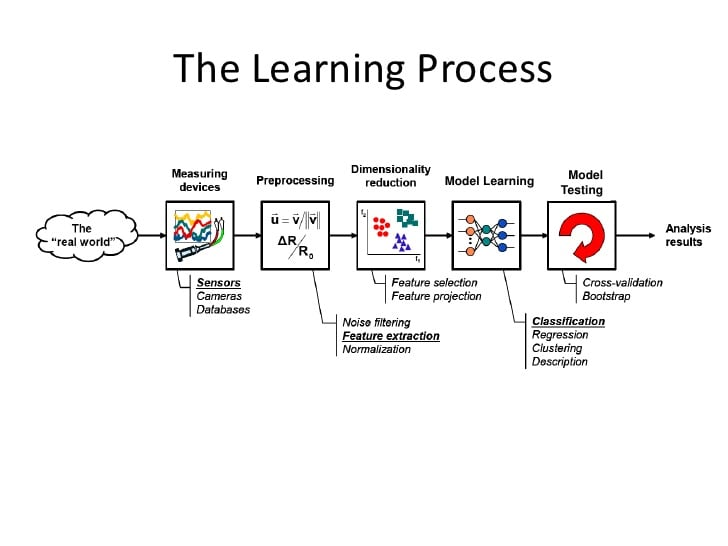 The Learning Process
Measuring
devices
Preprocessing
Dimensionality
reduction
Model Learning
Model
Testing
The
"real world"
u = v/||v||
ΔR/R₀
f₂
f₁
Analysis
results
Sensors
Cameras
Databases
Noise filtering
Feature extraction
Normalization
Feature selection
Feature projection
Classification
Regression
Clustering
Description
Cross-validation
Bootstrap